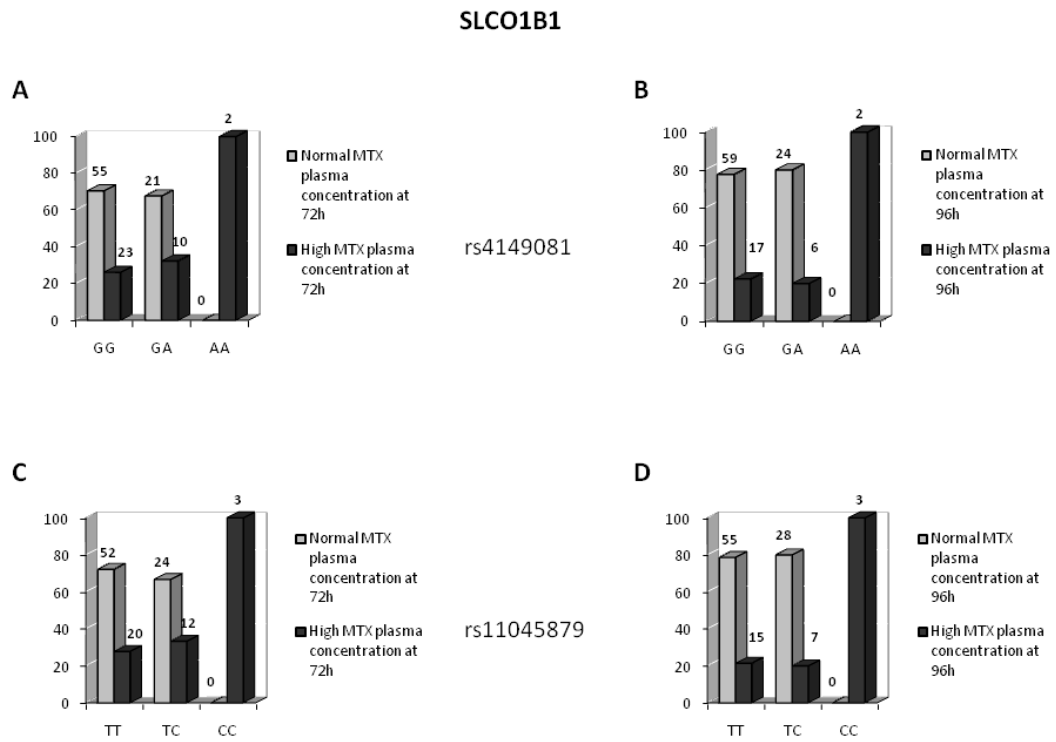 SLCO1B1
A
100
80
60
40
20
0
55
23
21
10
0
2
GG GA AA
Normal MTX
plasma
concentration at
72h
High MTX plasma
concentration at
72h
rs4149081
B
100
80
60
40
20
0
59
17
24
6
0
2
GG GA AA
Normal MTX
plasma
concentration at
96h
High MTX plasma
concentration at
96h
C
100
80
60
40
20
0
52
20
24
12
0
3
TT TC CC
Normal MTX
plasma
concentration at
72h
High MTX plasma
concentration at
72h
rs11045879
D
100
80
60
40
20
0
55
15
28
7
0
3
TT TC CC
Normal MTX
plasma
concentration at
96h
High MTX plasma
concentration at
96h